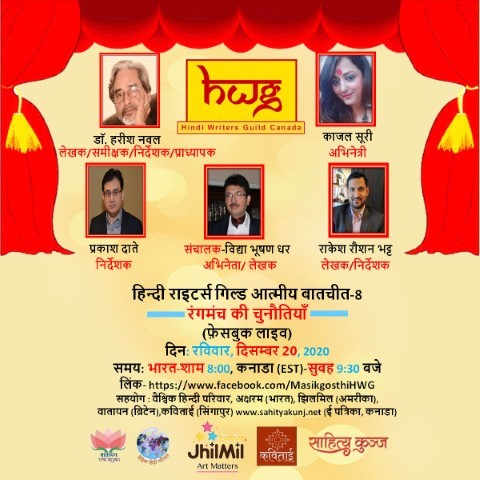 hwg
Hindi Writers Guild Canada
डॉ. हरीश नवल
लेखक/समीक्षक/निर्देशक/प्राध्यापक
काजल सूरी
अभिनेत्री
प्रकाश दाते
निर्देशक
संचालक-विद्या भूषण धर
अभिनेता/ लेखक
राकेश रौशन भट्ट
लेखक/निर्देशक
हिन्दी राइटर्स गिल्ड आत्मीय बातचीत-8
रंगमंच की चुनौतियाँ
(फ़ेसबुक लाइव)
दिन: रविवार, दिसम्बर 20, 2020
समय: भारत-शाम 8:00, कनाडा (EST)-सुबह 9:30 बजे
लिंक- https://www.facebook.com/MasikgosthiHWG
सहयोग : वैश्विक हिन्दी परिवार, अक्षरम (भारत), झिलमिल (अमरीका),
वातायन (ब्रिटेन),कविताई (सिंगापुर) www.sahityakunj.net (ई पत्रिका, कनाडा)
JhilMil
Art Matters
कविताई
साहित्य कुञ्ज